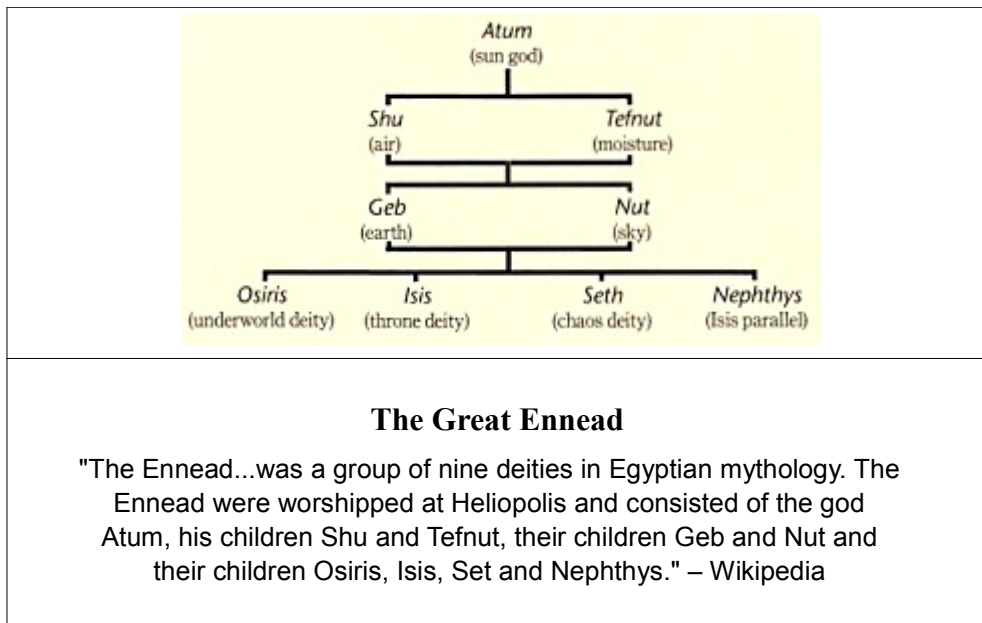 Atum
(sun god)
Shu Tefnut
(air) (moisture)
Geb Nut
(earth) (sky)
Osiris Isis Seth Nephthys
(underworld deity) (throne deity) (chaos deity) (Isis parallel)
The Great Ennead
"The Ennead...was a group of nine deities in Egyptian mythology. The
Ennead were worshipped at Heliopolis and consisted of the god
Atum, his children Shu and Tefnut, their children Geb and Nut and
their children Osiris, Isis, Set and Nephthys." – Wikipedia